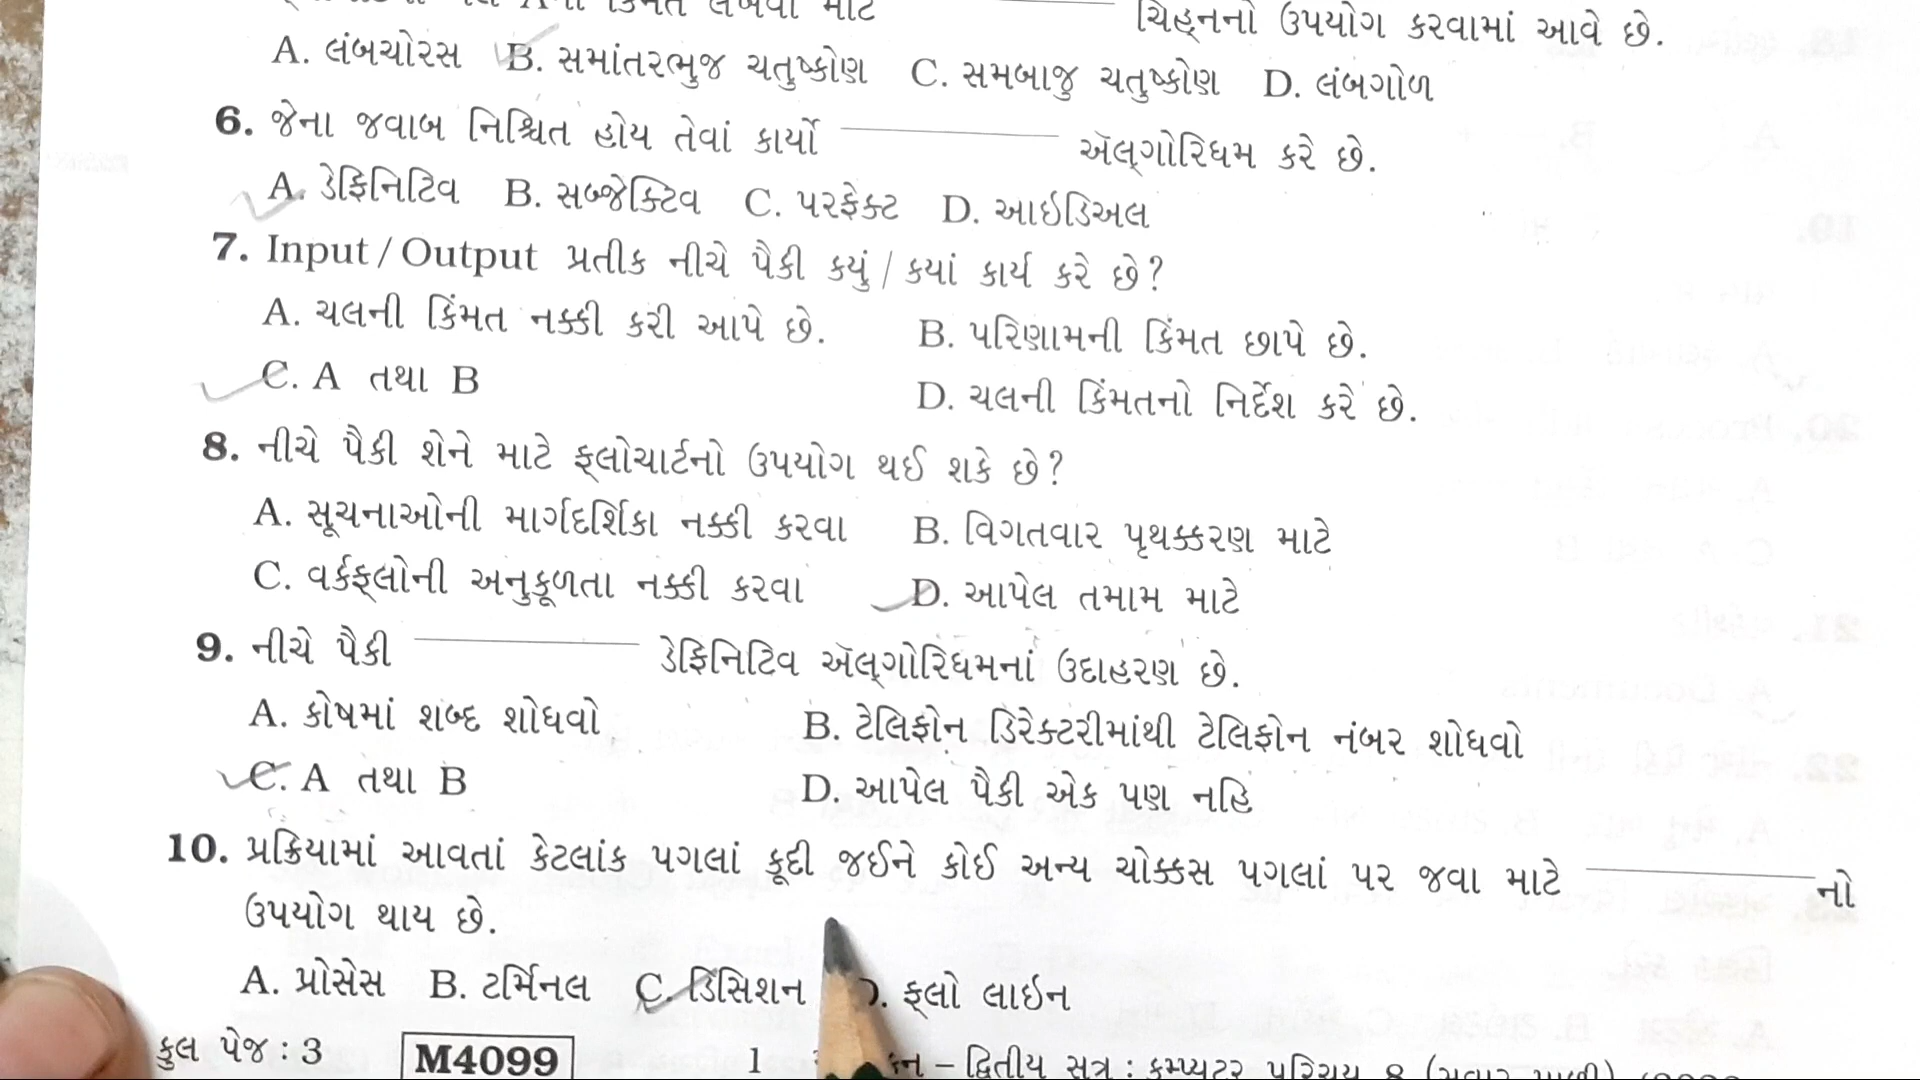 ચિહ્નનો ઉપયોગ કરવામાં આવે છે.
A. લંબચોરસ B. સમાંતરભુજ ચતુષ્કોણ C. સમબાજુ ચતુષ્કોણ D. લંબગોળ
6. જેના જવાબ નિશ્ચિત હોય તેવાં કાર્યો ________ ઍલ્ગોરિધમ કરે છે.
A. ડેફિનિટિવ B. સબ્જેક્ટિવ C. પરફેક્ટ D. આઇડિઅલ
7. Input / Output પ્રતીક નીચે પૈકી કયું / કયાં કાર્ય કરે છે?
A. ચલની કિંમત નક્કી કરી આપે છે. B. પરિણામની કિંમત છાપે છે.
C. A તથા B D. ચલની કિંમતનો નિર્દેશ કરે છે.
8. નીચે પૈકી શેને માટે ફ્લોચાર્ટનો ઉપયોગ થઈ શકે છે?
A. સૂચનાઓની માર્ગદર્શિકા નક્કી કરવા B. વિગતવાર પૃથક્કરણ માટે
C. વર્કફ્લોની અનુકૂળતા નક્કી કરવા D. આપેલ તમામ માટે
9. નીચે પૈકી ________ ડેફિનિટિવ ઍલ્ગોરિધમનાં ઉદાહરણ છે.
A. કોષમાં શબ્દ શોધવો B. ટેલિફોન ડિરેક્ટરીમાંથી ટેલિફોન નંબર શોધવો
C. A તથા B D. આપેલ પૈકી એક પણ નહિ
10. પ્રક્રિયામાં આવતાં કેટલાંક પગલાં કૂદી જઈને કોઈ અન્ય ચોક્કસ પગલાં પર જવા માટે ________ નો
ઉપયોગ થાય છે.
A. પ્રોસેસ B. ટર્મિનલ C. ડિસિશન D. ફ્લો લાઇન
કુલ પેજ : 3 M4099 1 – દ્વિતીય સત્ર : કમ્પ્યુટર પરિચય 8